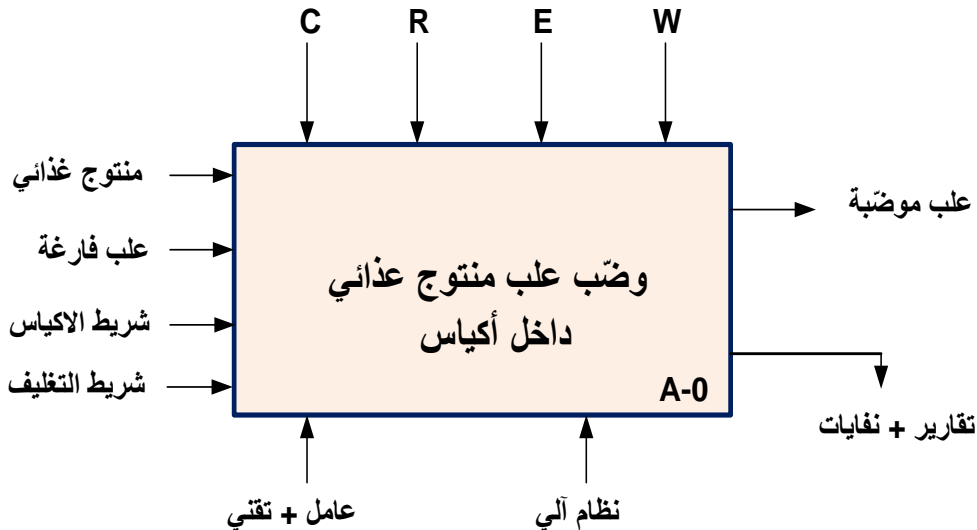 C R E W
منتوج غذائي
علب فارغة
شريط الاكياس
شريط التغليف
وضّب علب منتوج عذائي
داخل أكياس
A-0
علب موضّبة
تقارير + نفايات
عامل + تقني
نظام آلي